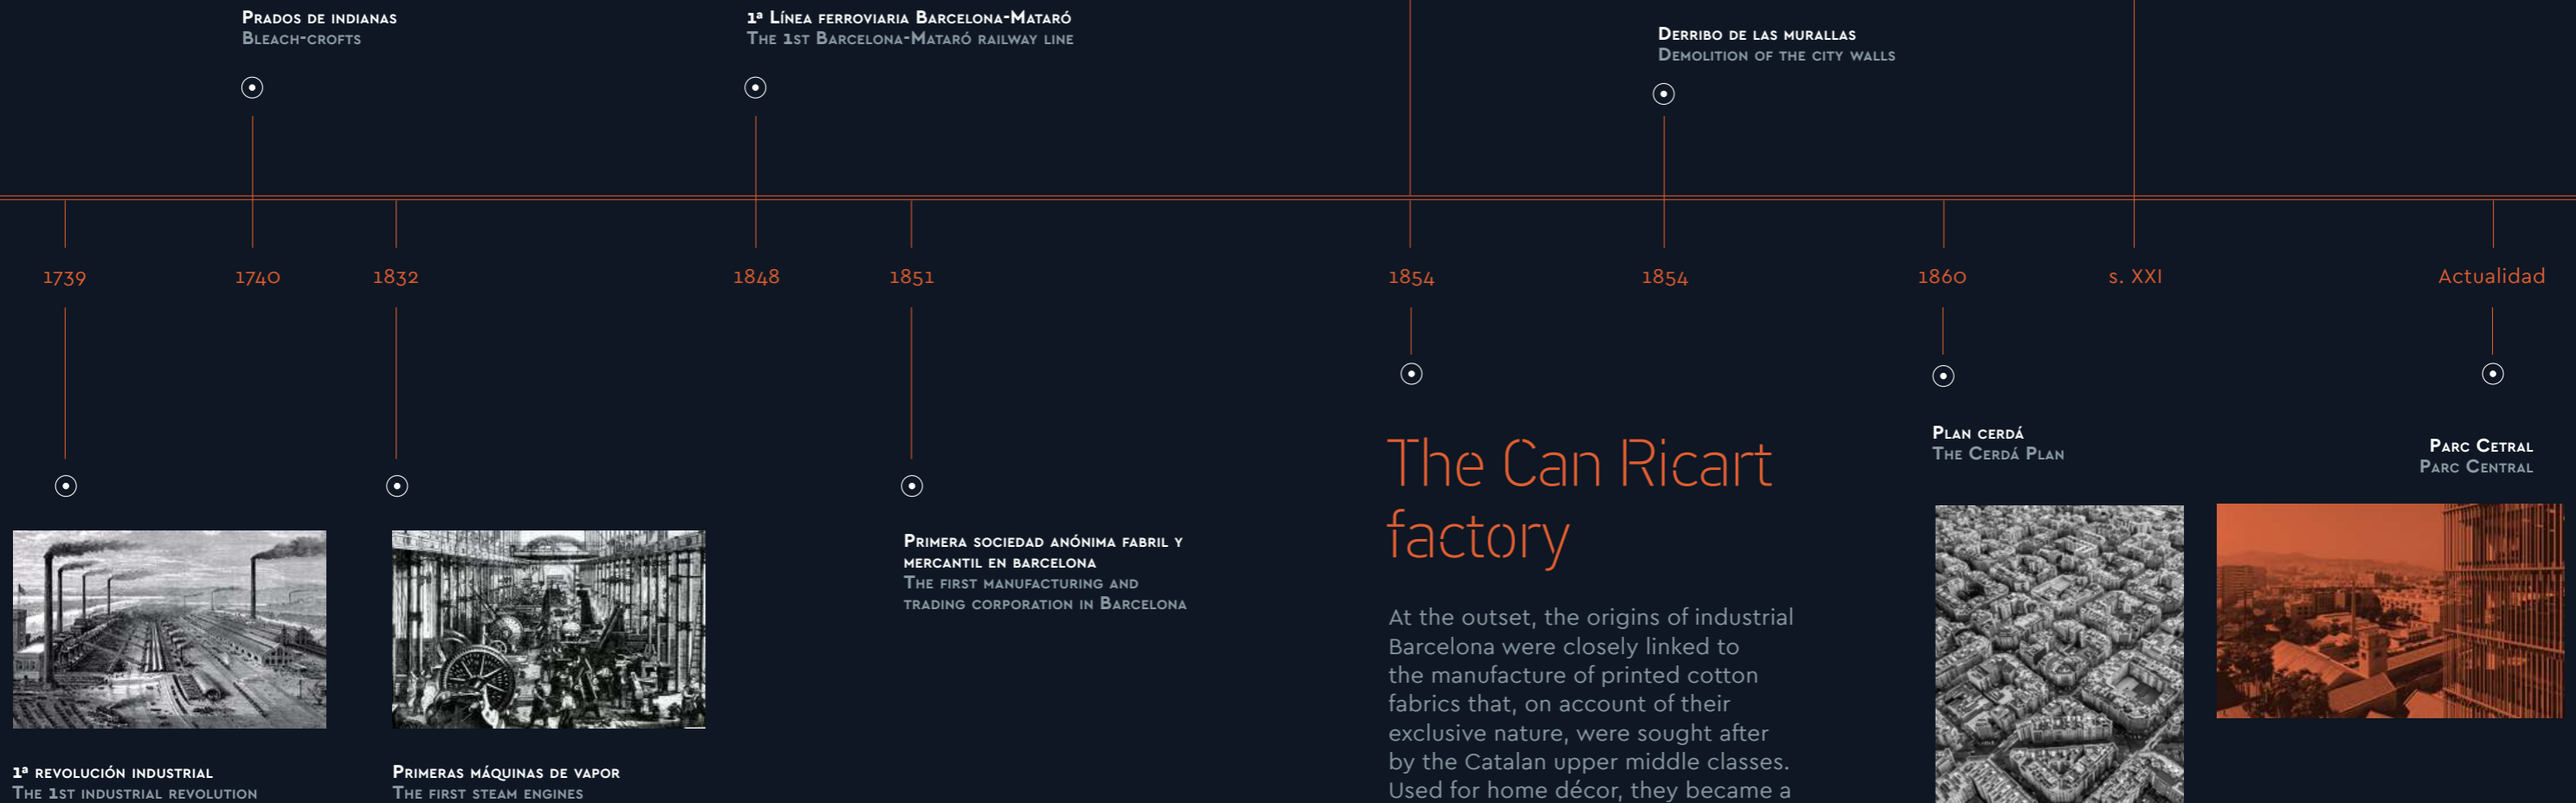 Prados de indianas
Bleach-crofts
1ª Línea ferroviaria Barcelona-Mataró
The 1st Barcelona-Mataró railway line
Derribo de las murallas
Demolition of the city walls
1739
1740
1832
1848
1851
1854
1854
1860
s. XXI
Actualidad
1ª revolución industrial
The 1st industrial revolution
Primeras máquinas de vapor
The first steam engines
Primera sociedad anónima fabril y
mercantil en barcelona
The first manufacturing and
trading corporation in Barcelona
The Can Ricart
factory
At the outset, the origins of industrial
Barcelona were closely linked to
the manufacture of printed cotton
fabrics that, on account of their
exclusive nature, were sought after
by the Catalan upper middle classes.
Used for home décor, they became a
Plan cerdá
The Cerdá Plan
Parc Cetral
Parc Central